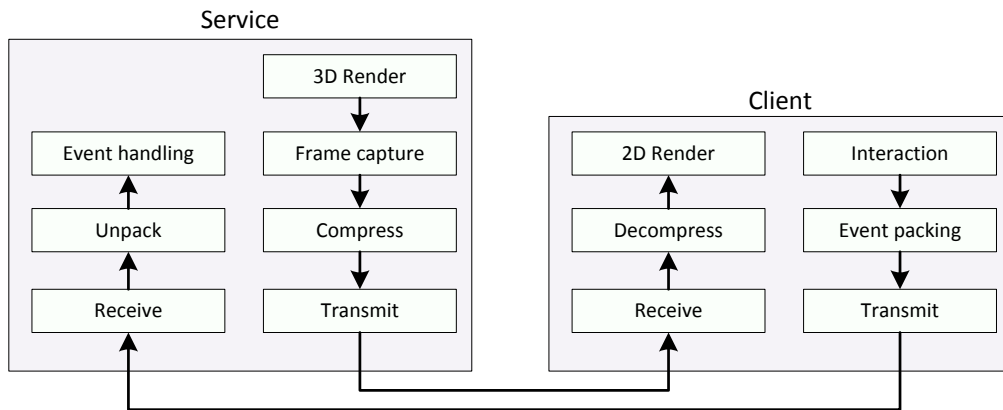 Service
3D Render
Event handling
Frame capture
Unpack
Compress
Receive
Transmit
Client
2D Render
Interaction
Decompress
Event packing
Receive
Transmit